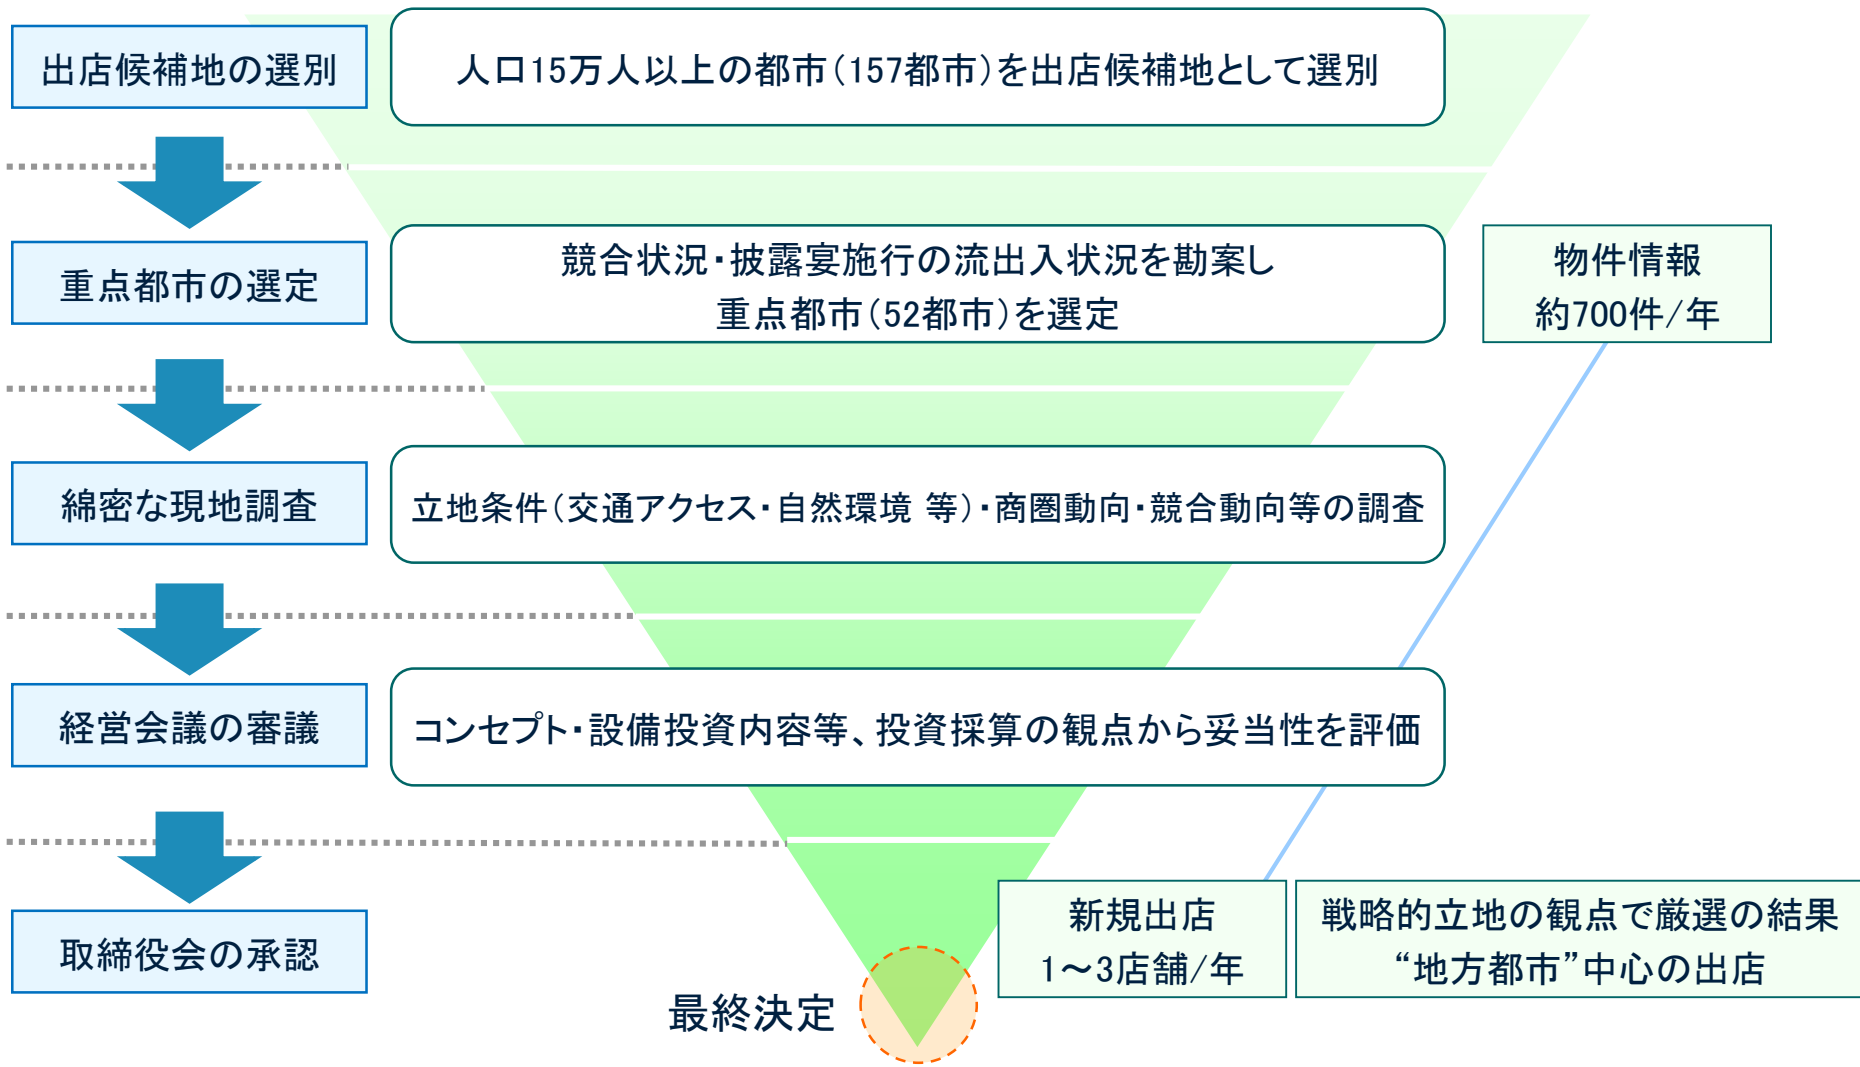 出店候補地の選別
人口15万人以上の都市（157都市）を出店候補地として選別
重点都市の選定
競合状況・披露宴施行の流出入状況を勘案し
重点都市（52都市）を選定
物件情報
約700件/年
綿密な現地調査
立地条件（交通アクセス・自然環境 等）・商圏動向・競合動向等の調査
経営会議の審議
コンセプト・設備投資内容等、投資採算の観点から妥当性を評価
取締役会の承認
新規出店
1～3店舗/年
戦略的立地の観点で厳選の結果
“地方都市”中心の出店
最終決定